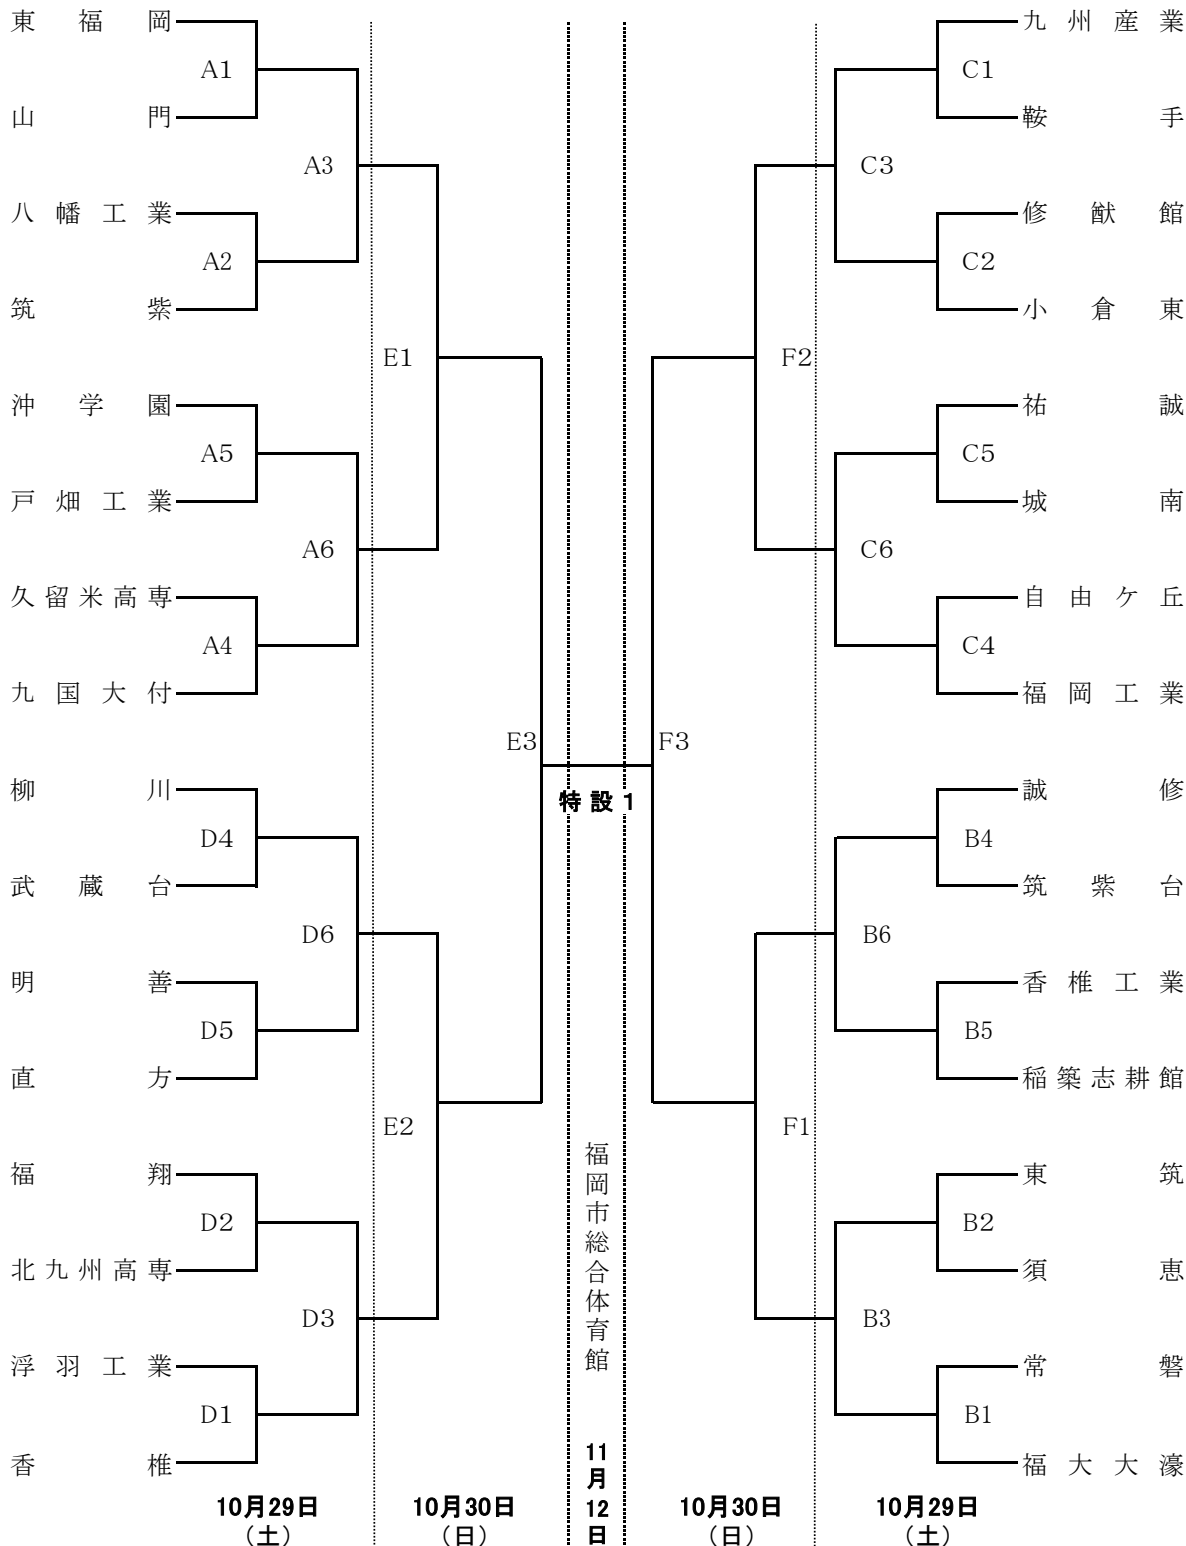 東福岡
A1
山門
A3
八幡工業
A2
筑紫
E1
沖学園
A5
戸畑工業
A6
久留米高専
A4
九国大付
E3
柳川
D4
武蔵台
D6
明善
D5
直方
E2
福翔
D2
北九州高専
D3
浮羽工業
D1
香椎
特設1
福岡市総合体育館
11月12日
九州産業
C1
鞍手
C3
修猷館
C2
小倉東
F2
祐誠
C5
城南
C6
自由ケ丘
C4
福岡工業
F3
誠修
B4
筑紫台
B6
香椎工業
B5
稲築志耕館
F1
東筑
B2
須恵
B3
常磐
B1
福大大濠
10月29日
（土）
10月30日
（日）
10月30日
（日）
10月29日
（土）